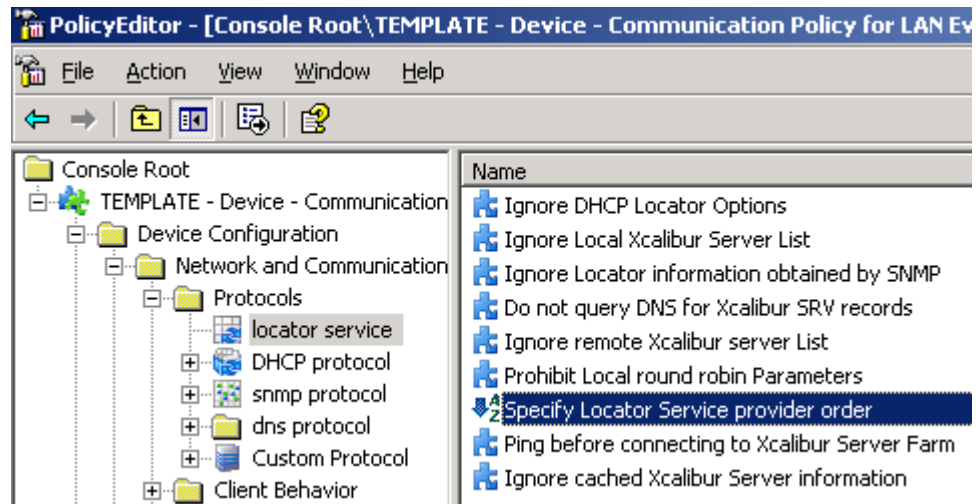 PolicyEditor - [Console Root\TEMPLATE - Device - Communication Policy for LAN Ev
File Action View Window Help
Console Root
TEMPLATE - Device - Communication
Device Configuration
Network and Communication
Protocols
locator service
DHCP protocol
snmp protocol
dns protocol
Custom Protocol
Client Behavior
Name
Ignore DHCP Locator Options
Ignore Local Xcalibur Server List
Ignore Locator information obtained by SNMP
Do not query DNS for Xcalibur SRV records
Ignore remote Xcalibur server List
Prohibit Local round robin Parameters
Specify Locator Service provider order
Ping before connecting to Xcalibur Server Farm
Ignore cached Xcalibur Server information